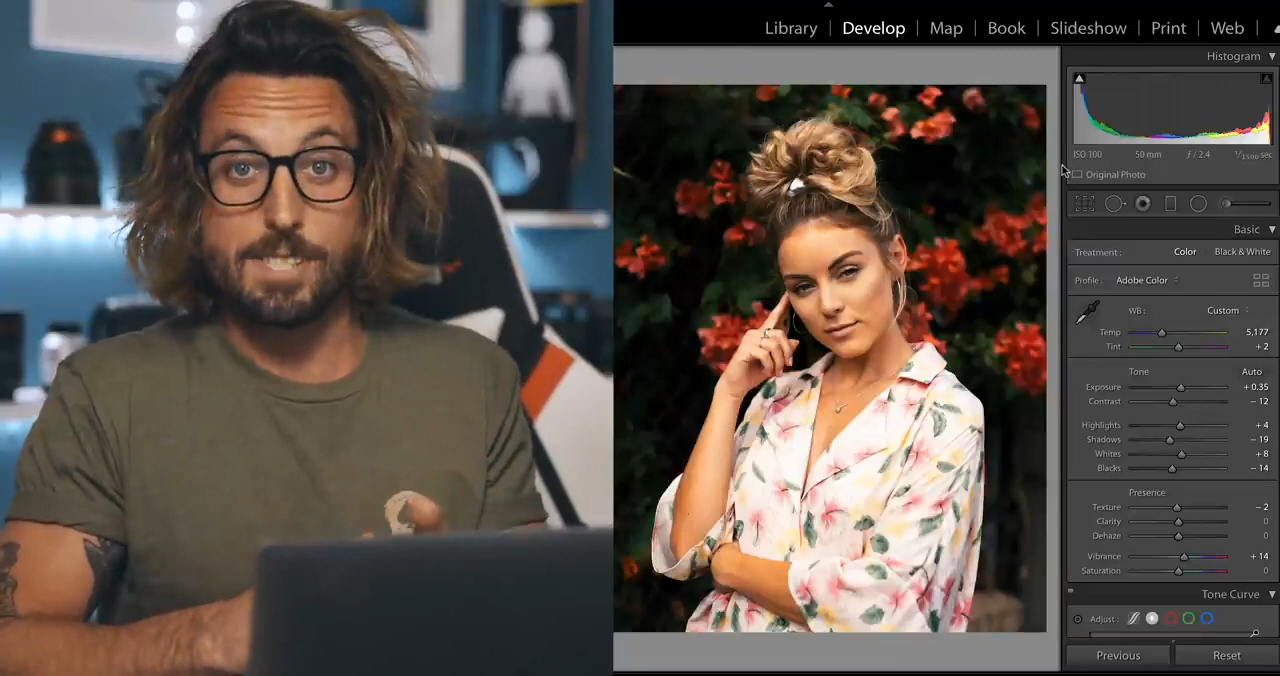 Library | Develop | Map | Book | Slideshow | Print | Web |
Histogram
ISO 100 50 mm ƒ / 2.4 1/1500 sec
Original Photo
Basic
Treatment : Color Black & White
Profile : Adobe Color
WB : Custom
Temp 5,177
Tint + 2
Tone Auto
Exposure + 0.35
Contrast − 12
Highlights + 4
Shadows − 19
Whites + 8
Blacks − 14
Presence
Texture − 2
Clarity 0
Dehaze 0
Vibrance + 14
Saturation 0
Tone Curve
Adjust :
Previous Reset